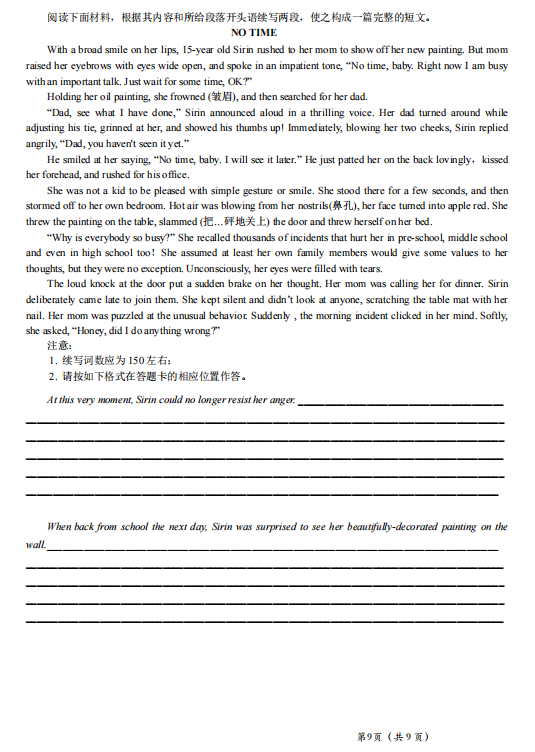 阅读下面材料，根据其内容和所给段落开头语续写两段，使之构成一篇完整的短文。
NO TIME
With a broad smile on her lips, 15-year old Sirin rushed to her mom to show off her new painting. But mom
raised her eyebrows with eyes wide open, and spoke in an impatient tone, “No time, baby. Right now I am busy
with an important talk. Just wait for some time, OK?”
Holding her oil painting, she frowned (皱眉), and then searched for her dad.
“Dad, see what I have done,” Sirin announced aloud in a thrilling voice. Her dad turned around while
adjusting his tie, grinned at her, and showed his thumbs up! Immediately, blowing her two cheeks, Sirin replied
angrily, “Dad, you haven't seen it yet.”
He smiled at her saying, “No time, baby. I will see it later.” He just patted her on the back lovingly, kissed
her forehead, and rushed for his office.
She was not a kid to be pleased with simple gesture or smile. She stood there for a few seconds, and then
stormed off to her own bedroom. Hot air was blowing from her nostrils(鼻孔), her face turned into apple red. She
threw the painting on the table, slammed (把…砰地关上) the door and threw herself on her bed.
“Why is everybody so busy?” She recalled thousands of incidents that hurt her in pre-school, middle school
and even in high school too! She assumed at least her own family members would give some values to her
thoughts, but they were no exception. Unconsciously, her eyes were filled with tears.
The loud knock at the door put a sudden brake on her thought. Her mom was calling her for dinner. Sirin
deliberately came late to join them. She kept silent and didn’t look at anyone, scratching the table mat with her
nail. Her mom was puzzled at the unusual behavior. Suddenly , the morning incident clicked in her mind. Softly,
she asked, “Honey, did I do anything wrong?”
注意：
1. 续写词数应为 150 左右；
2. 请按如下格式在答题卡的相应位置作答。
At this very moment, Sirin could no longer resist her anger.
When back from school the next day, Sirin was surprised to see her beautifully-decorated painting on the
wall.
第9页（共 9 页）